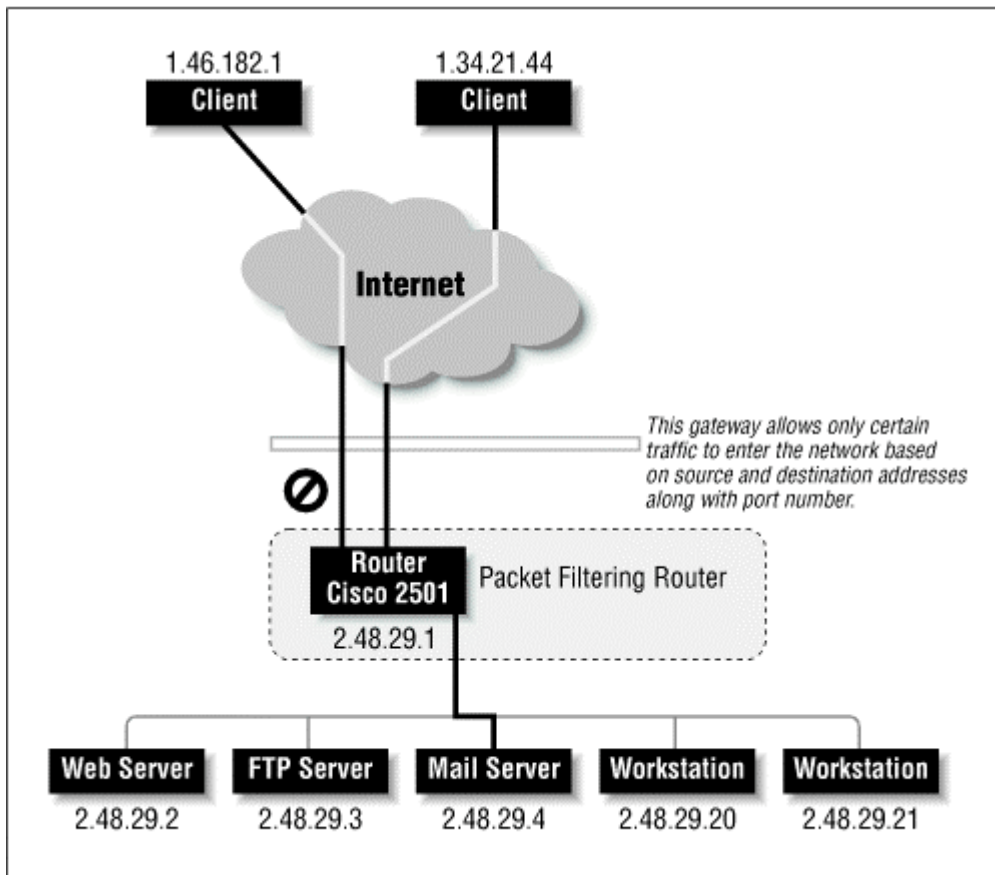 1.46.182.1
Client
1.34.21.44
Client
Internet
This gateway allows only certain
traffic to enter the network based
on source and destination addresses
along with port number.
Router
Cisco 2501
Packet Filtering Router
2.48.29.1
Web Server
FTP Server
Mail Server
Workstation
Workstation
2.48.29.2
2.48.29.3
2.48.29.4
2.48.29.20
2.48.29.21